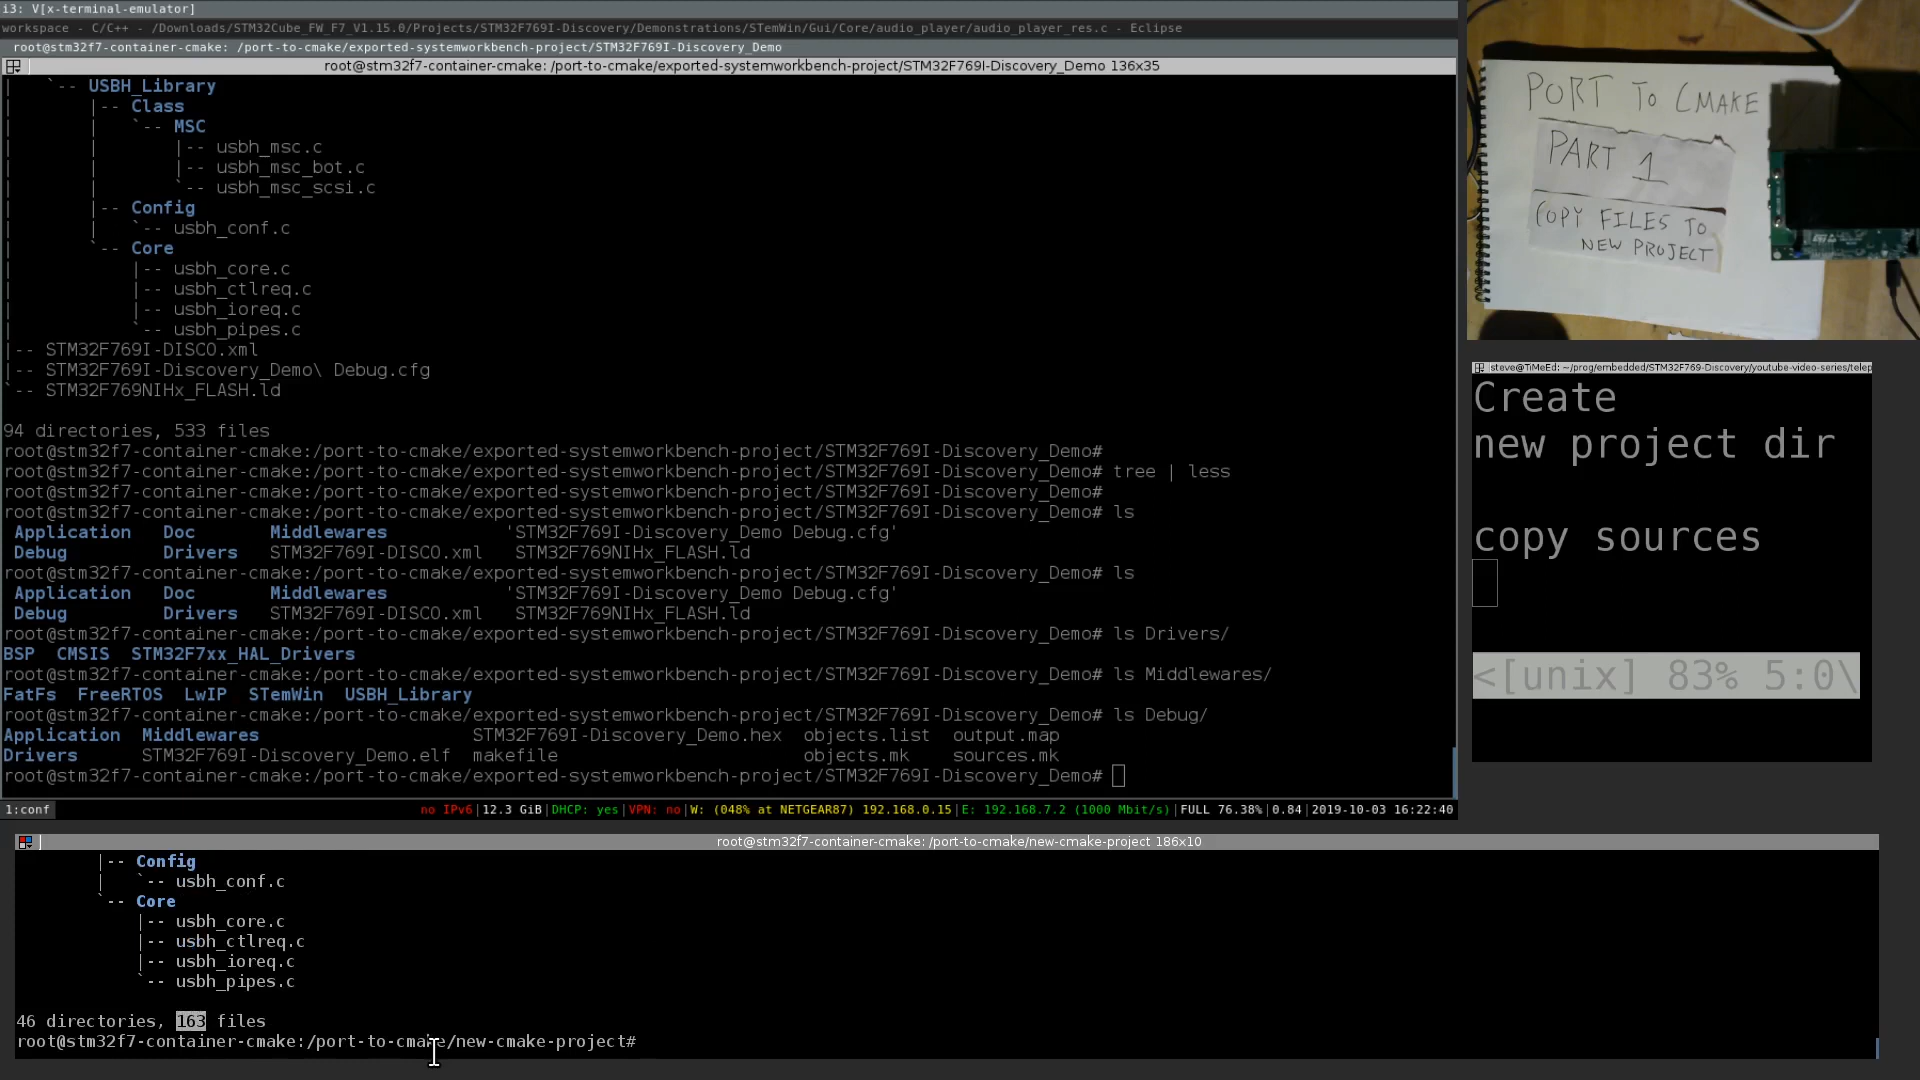 i3: V[x-terminal-emulator]
workspace - C/C++ - /Downloads/STM32Cube_FW_F7_V1.15.0/Projects/STM32F769I-Discovery/Demonstrations/STemWin/Gui/Core/audio_player/audio_player_res.c - Eclipse
root@stm32f7-container-cmake: /port-to-cmake/exported-systemworkbench-project/STM32F769I-Discovery_Demo
root@stm32f7-container-cmake: /port-to-cmake/exported-systemworkbench-project/STM32F769I-Discovery_Demo 136x35
|   `-- USBH_Library
|       |-- Class
|       |   `-- MSC
|       |       |-- usbh_msc.c
|       |       |-- usbh_msc_bot.c
|       |       `-- usbh_msc_scsi.c
|       |-- Config
|       |   `-- usbh_conf.c
|       `-- Core
|           |-- usbh_core.c
|           |-- usbh_ctlreq.c
|           |-- usbh_ioreq.c
|           `-- usbh_pipes.c
|-- STM32F769I-DISCO.xml
|-- STM32F769I-Discovery_Demo\ Debug.cfg
`-- STM32F769NIHx_FLASH.ld
94 directories, 533 files
root@stm32f7-container-cmake:/port-to-cmake/exported-systemworkbench-project/STM32F769I-Discovery_Demo#
root@stm32f7-container-cmake:/port-to-cmake/exported-systemworkbench-project/STM32F769I-Discovery_Demo# tree | less
root@stm32f7-container-cmake:/port-to-cmake/exported-systemworkbench-project/STM32F769I-Discovery_Demo#
root@stm32f7-container-cmake:/port-to-cmake/exported-systemworkbench-project/STM32F769I-Discovery_Demo# ls
Application   Doc       Middlewares           'STM32F769I-Discovery_Demo Debug.cfg'
Debug         Drivers   STM32F769I-DISCO.xml   STM32F769NIHx_FLASH.ld
root@stm32f7-container-cmake:/port-to-cmake/exported-systemworkbench-project/STM32F769I-Discovery_Demo# ls
Application   Doc       Middlewares           'STM32F769I-Discovery_Demo Debug.cfg'
Debug         Drivers   STM32F769I-DISCO.xml   STM32F769NIHx_FLASH.ld
root@stm32f7-container-cmake:/port-to-cmake/exported-systemworkbench-project/STM32F769I-Discovery_Demo# ls Drivers/
BSP  CMSIS  STM32F7xx_HAL_Drivers
root@stm32f7-container-cmake:/port-to-cmake/exported-systemworkbench-project/STM32F769I-Discovery_Demo# ls Middlewares/
FatFs  FreeRTOS  LwIP  STemWin  USBH_Library
root@stm32f7-container-cmake:/port-to-cmake/exported-systemworkbench-project/STM32F769I-Discovery_Demo# ls Debug/
Application  Middlewares                    STM32F769I-Discovery_Demo.hex  objects.list  output.map
Drivers      STM32F769I-Discovery_Demo.elf  makefile                       objects.mk    sources.mk
root@stm32f7-container-cmake:/port-to-cmake/exported-systemworkbench-project/STM32F769I-Discovery_Demo#
1:conf
no IPv6|12.3 GiB|DHCP: yes|VPN: no|W: (048% at NETGEAR87) 192.168.0.15|E: 192.168.7.2 (1000 Mbit/s)|FULL 76.38%|0.84|2019-10-03 16:22:40
PORT TO CMAKE
PART 1
COPY FILES TO
NEW PROJECT
steve@TiMeEd: ~/prog/embedded/STM32F769-Discovery/youtube-video-series/telep
Create
new project dir
copy sources
<[unix] 83% 5:0\
root@stm32f7-container-cmake: /port-to-cmake/new-cmake-project 186x10
|-- Config
|   `-- usbh_conf.c
`-- Core
    |-- usbh_core.c
    |-- usbh_ctlreq.c
    |-- usbh_ioreq.c
    `-- usbh_pipes.c
46 directories, 163 files
root@stm32f7-container-cmake:/port-to-cmake/new-cmake-project#